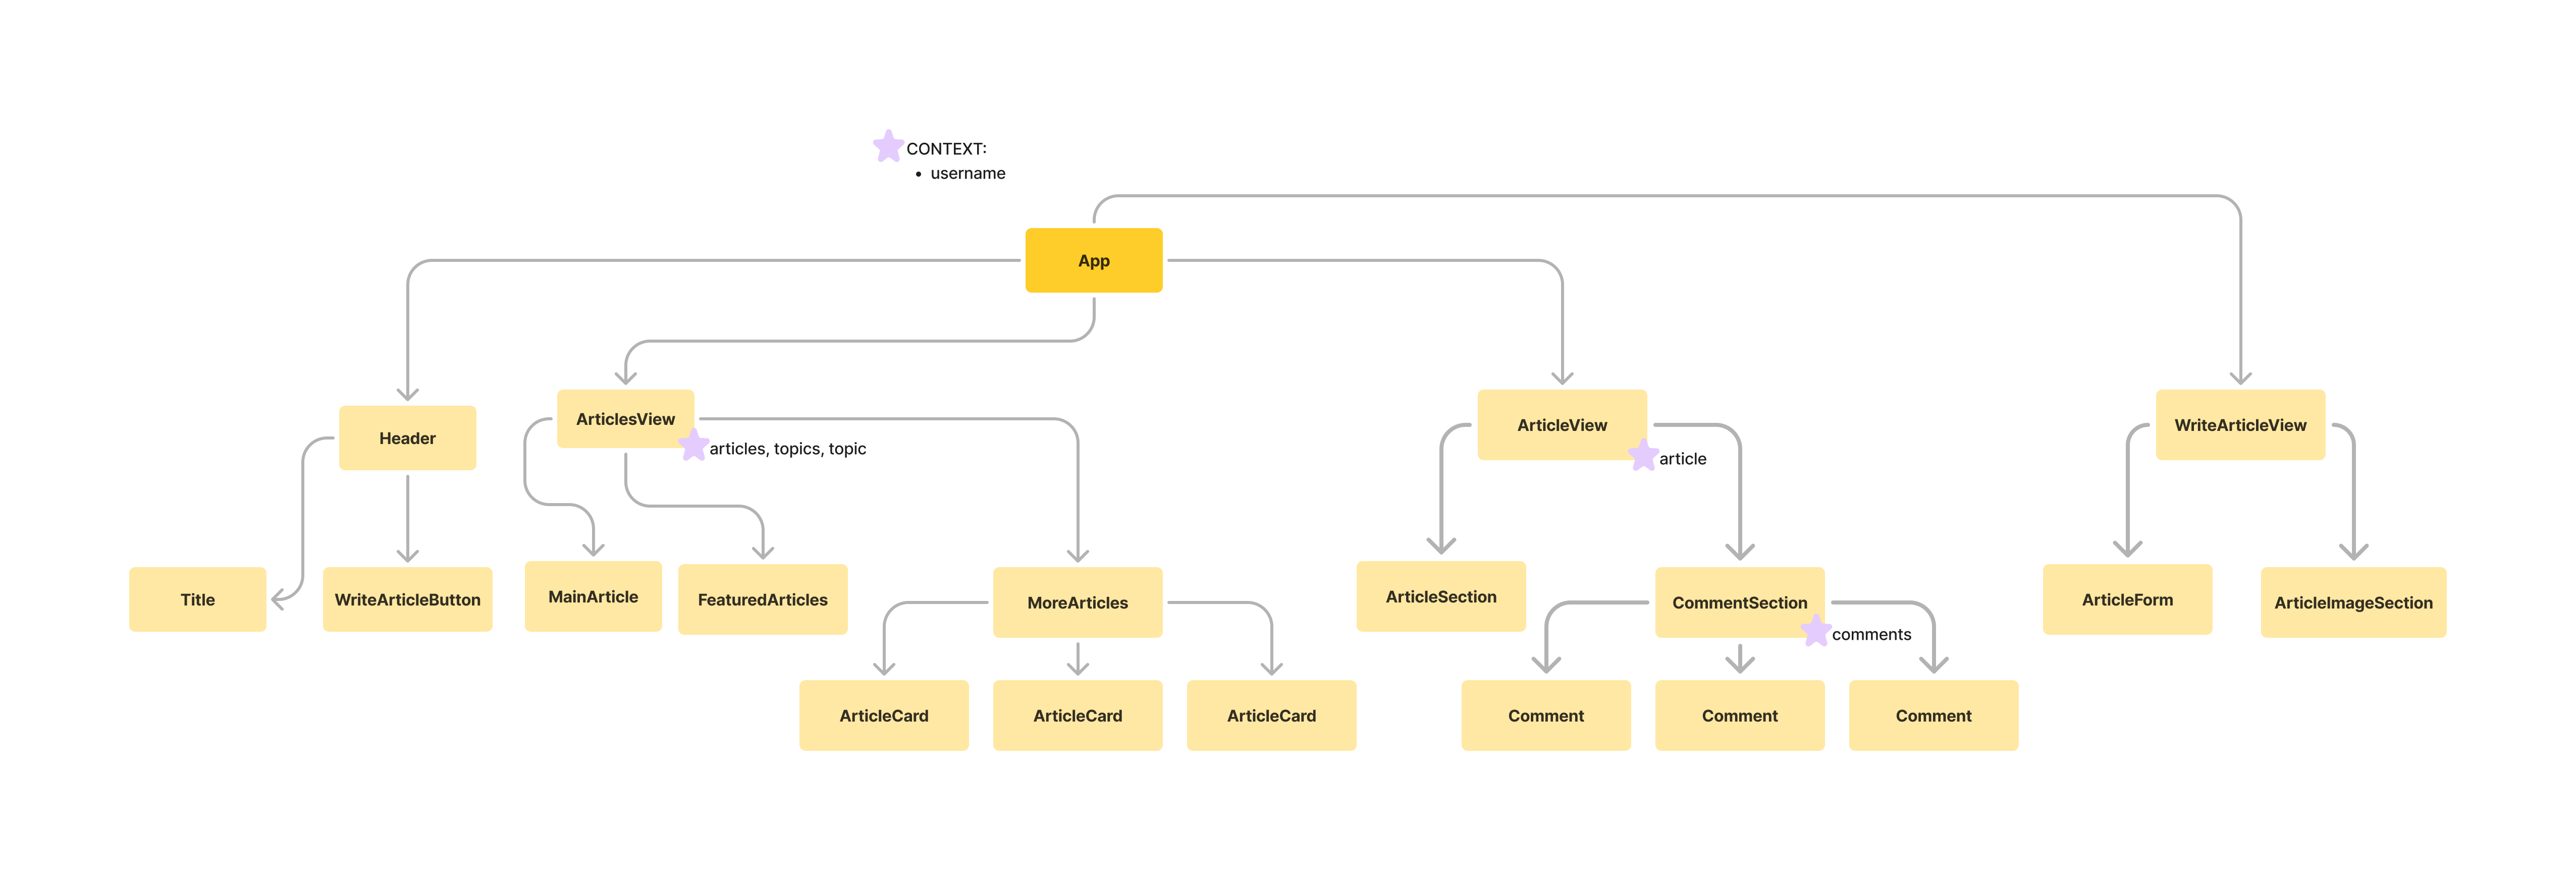 CONTEXT:
• username
App
Header
ArticlesView
articles, topics, topic
ArticleView
article
WriteArticleView
Title
WriteArticleButton
MainArticle
FeaturedArticles
MoreArticles
ArticleSection
CommentSection
comments
ArticleForm
ArticleImageSection
ArticleCard
ArticleCard
ArticleCard
Comment
Comment
Comment